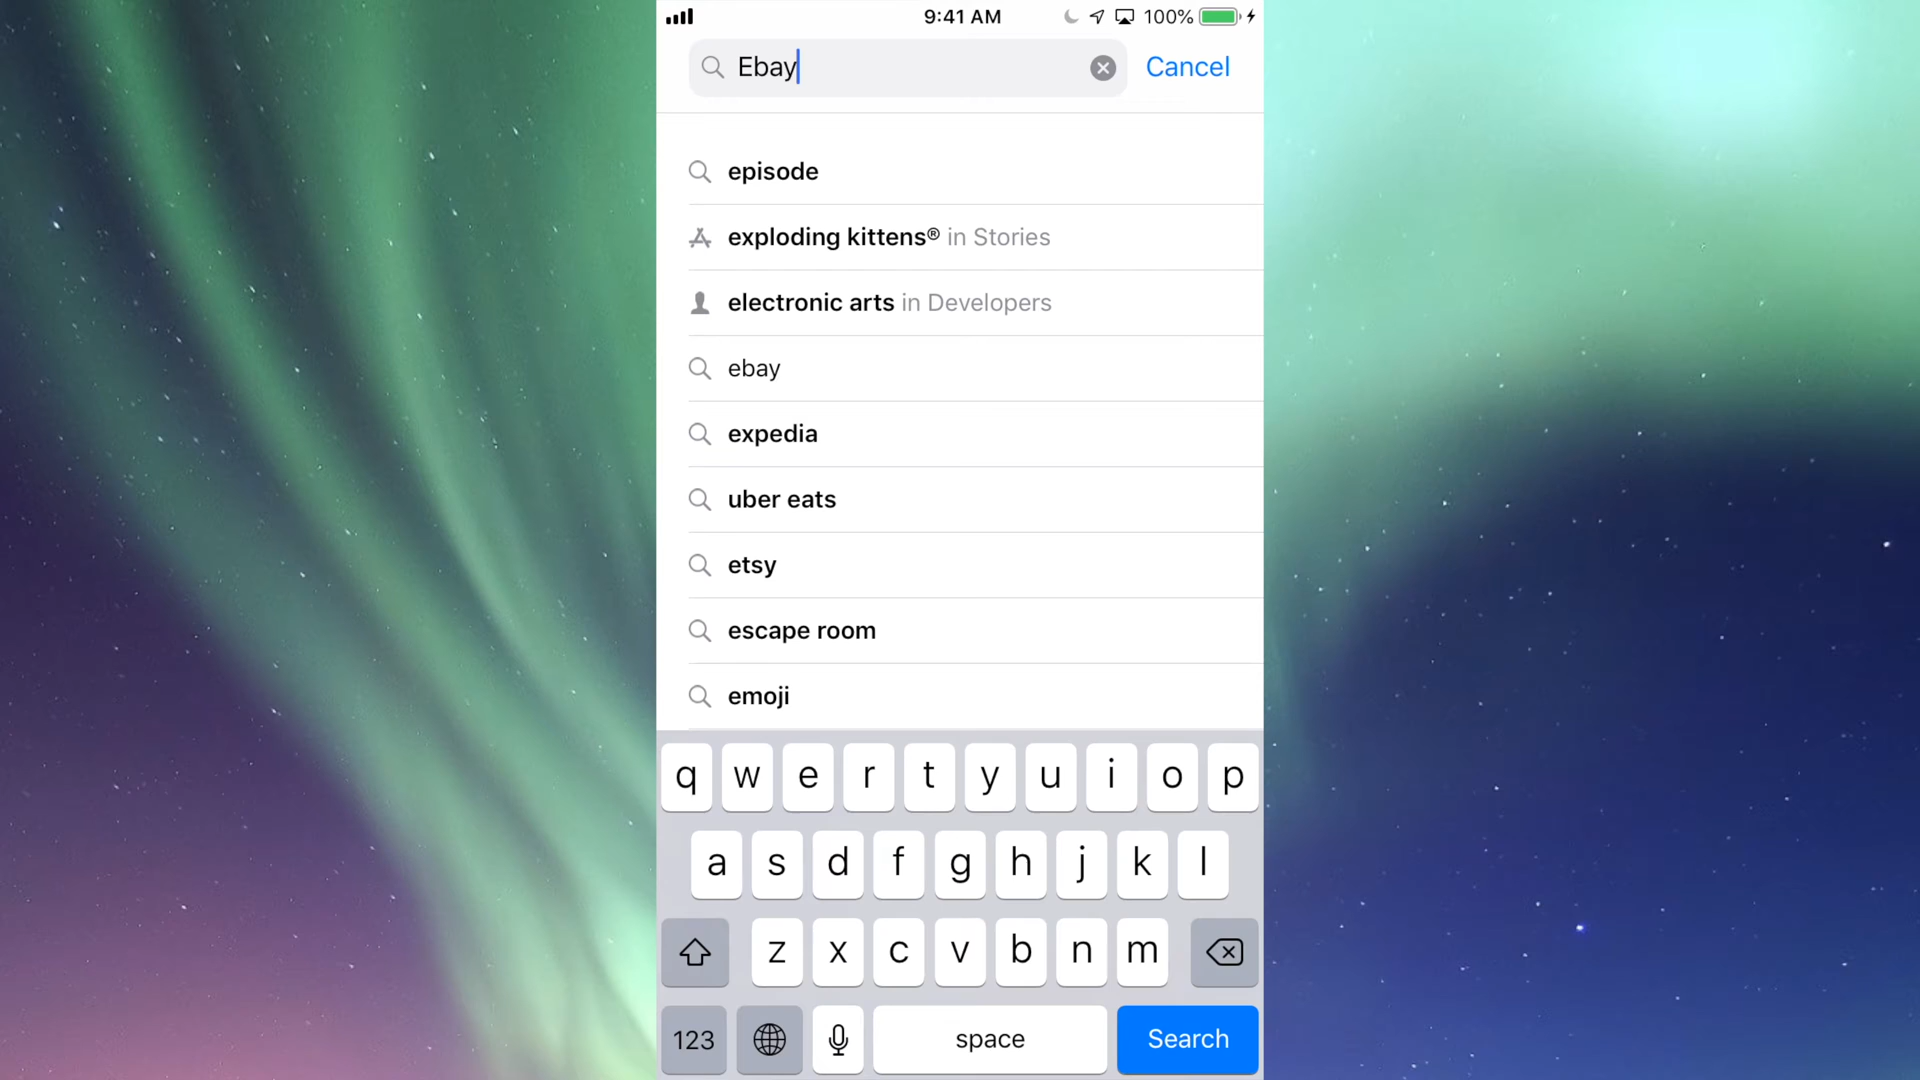 9:41 AM 100%
Ebay Cancel
episode
exploding kittens® in Stories
electronic arts in Developers
ebay
expedia
uber eats
etsy
escape room
emoji
q w e r t y u i o p
a s d f g h j k l
z x c v b n m
123 space Search